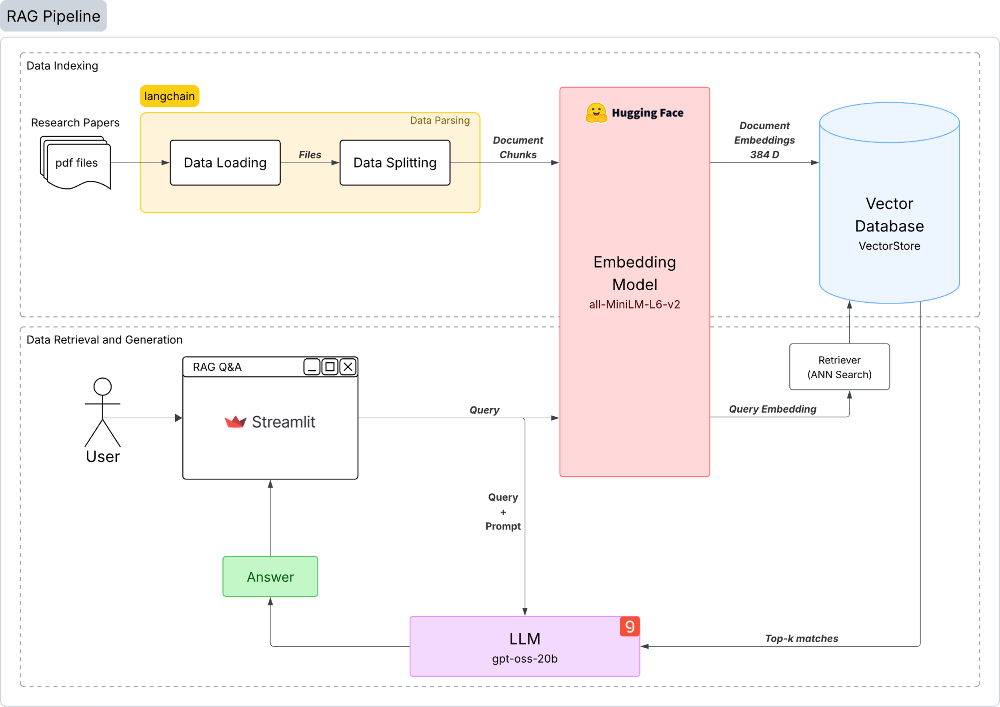 RAG Pipeline
Data Indexing
langchain
Research Papers
pdf files
Data Parsing
Data Loading
Files
Data Splitting
Document
Chunks
Hugging Face
Embedding
Model
all-MiniLM-L6-v2
Document
Embeddings
384 D
Vector
Database
VectorStore
Data Retrieval and Generation
User
RAG Q&A
Streamlit
Query
Query Embedding
Retriever
(ANN Search)
Query
+
Prompt
Answer
LLM
gpt-oss-20b
g
Top-k matches